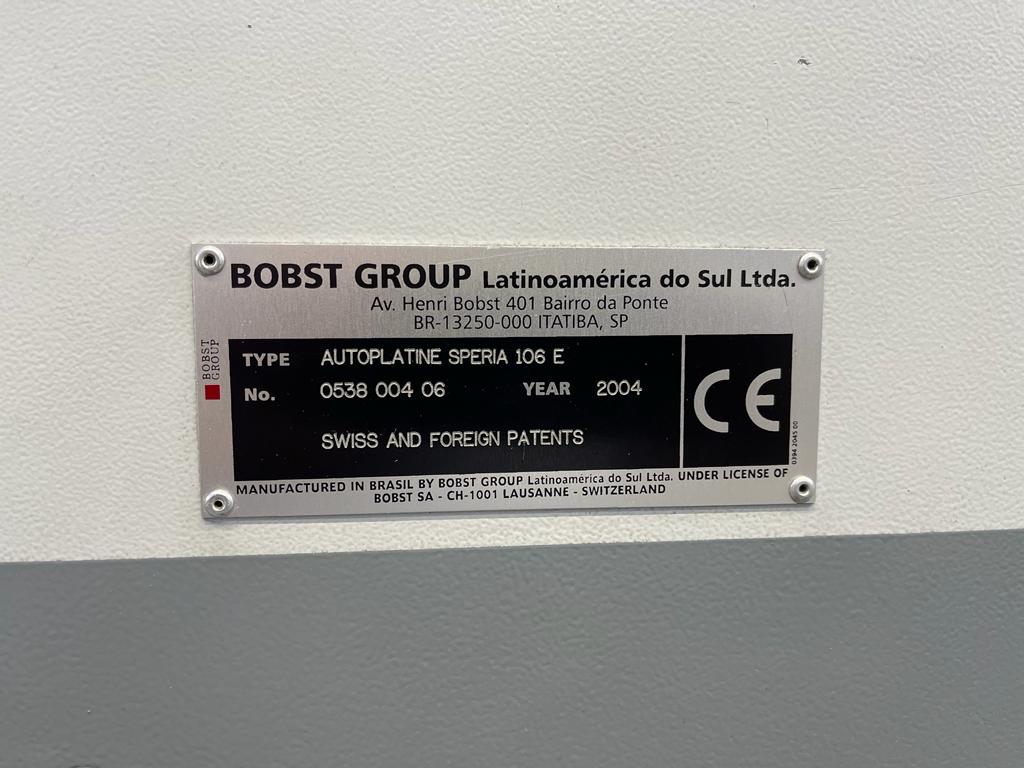 BOBST GROUP Latinoamérica do Sul Ltda.
Av. Henri Bobst 401 Bairro da Ponte
BR-13250-000 ITATIBA, SP
BOBST
GROUP
TYPE AUTOPLATINE SPERIA 106 E
No. 0538 004 06 YEAR 2004
SWISS AND FOREIGN PATENTS
CE
0394 2045 00
MANUFACTURED IN BRASIL BY BOBST GROUP Latinoamérica do Sul Ltda. UNDER LICENSE OF
BOBST SA - CH-1001 LAUSANNE - SWITZERLAND